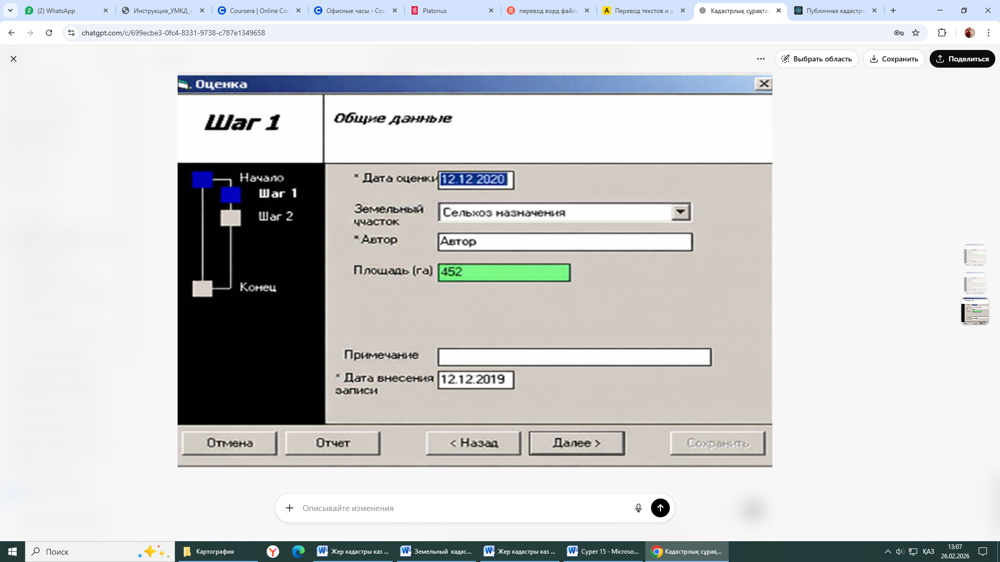 (2) WhatsApp
Инструкция_УМКД_п
Coursera | Online Cou
Офисные часы - Cou
Platonus
перевод ворд файла
Перевод текстов и д
Кадастрлық сұрақтар
Публичная кадастро
chatgpt.com/c/699ecbe3-0fc4-8331-9738-c787e1349658
Выбрать область
Сохранить
Поделиться
Оценка
Шаг 1
Общие данные
Начало
Шаг 1
Шаг 2
Конец
* Дата оценки
12.12 2020
Земельный
участок
Сельхоз назначения
* Автор
Автор
Площадь (га)
452
Примечание
* Дата внесения
записи
12.12.2019
Отмена
Отчет
< Назад
Далее >
Сохранить
Описывайте изменения
Поиск
Картография
Жер кадастры каз ...
Земельный кадас...
Жер кадастры каз ...
Сурет 15 - Microso...
Кадастрлық сұрақ...
ҚАЗ
13:07
26.02.2026